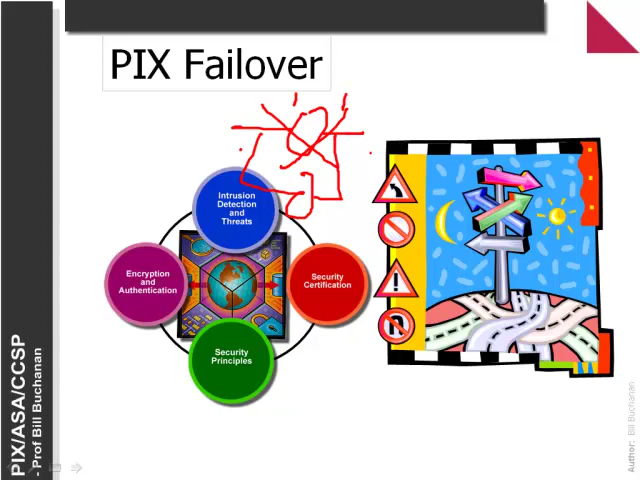 PIX Failover
Intrusion
Detection
and
Threats
Encryption
and
Authentication
Security
Certification
Security
Principles
PIX/ASA/CCSP
- Prof Bill Buchanan
Author: Bill Buchanan